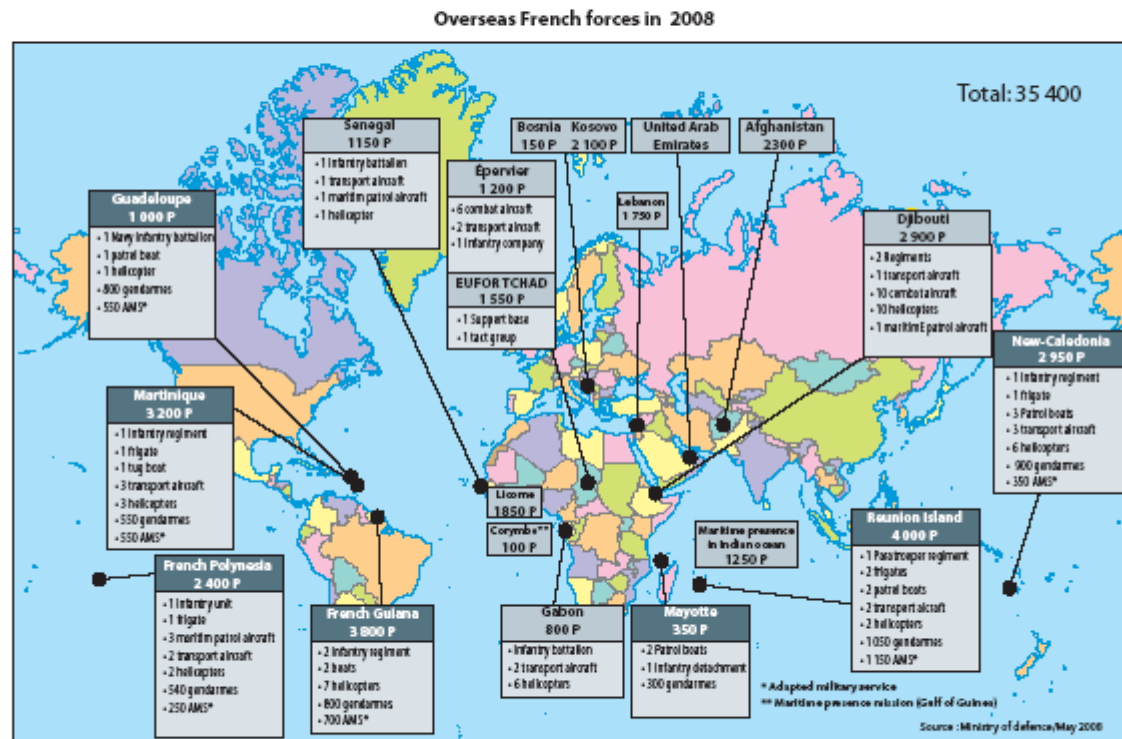 Overseas French forces in 2008
Total: 35 400
Senegal
1150 P
• 1 Infantry battallon
• 1 transport aircraft
• 1 maritim patrol aircraft
• 1 helicopter
Bosnia Kosovo
150 P 2 100 P
United Arab
Emirates
Afghanistan
2300 P
Épervier
1 200 P
• 6 combat aircraft
• 2 transport aircraft
• 1 Infantry company
EUFOR TCHAD
1 550 P
• 1 Support base
• 1 tact group
Lebanon
1 750 P
Guadeloupe
1 000 P
• 1 Navy Infantry battallon
• 1 patrol boat
• 1 helicopter
• 800 gendarmes
• 550 AMS*
Djibouti
2 900 P
• 2 Regiments
• 1 transport aircraft
• 10 combat aircraft
• 10 helicopters
• 1 maritimE patrol aircraft
New-Caledonia
2 950 P
• 1 Infantry regiment
• 1 frigate
• 3 Patrol boats
• 3 transport aircraft
• 6 helicopters
• 900 gendarmes
• 350 AMS*
Martinique
3 200 P
• 1 Infantry regiment
• 1 frigate
• 1 tug boat
• 3 transport aircraft
• 3 helicopters
• 550 gendarmes
• 550 AMS*
Licorne
1850 P
Corymbe**
100 P
Maritime presence
in Indian ocean
1250 P
Reunion Island
4 000 P
• 1 Paratrooper regiment
• 2 frigates
• 2 patrol boats
• 2 transport aircaft
• 2 helicopters
• 1 050 gendarmes
• 1 150 AMS*
French Polynesia
2 400 P
• 1 Infantry unit
• 1 frigate
• 3 maritim patrol aircraft
• 2 transport aircraft
• 2 helicopters
• 540 gendarmes
• 250 AMS*
French Guiana
3 800 P
• 2 Infantry regiment
• 2 boats
• 7 helicopters
• 800 gendarmes
• 700 AMS*
Gabon
800 P
• Infantry battalion
• 2 transport aircraft
• 6 helicopters
Mayotte
350 P
• 2 Patrol boats
• 1 Infantry detachment
• 300 gendarmes
* Adapted military service
** Maritime presence mission (Golf of Guinea)
Source : Ministry of defence/May 2008